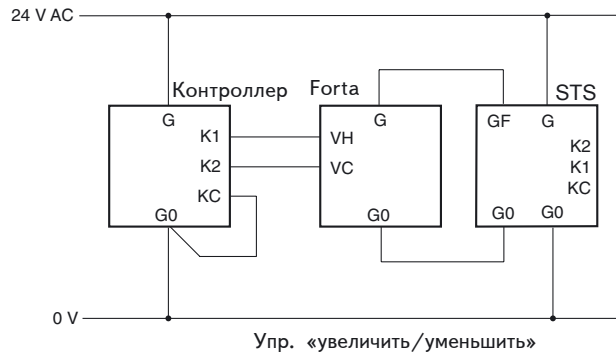 24 V AC
Контроллер Forta STS
G G GF G
K1 VH K2
K2 VC K1
KC KC
G0 G0 G0 G0
0 V
Упр. «увеличить/уменьшить»